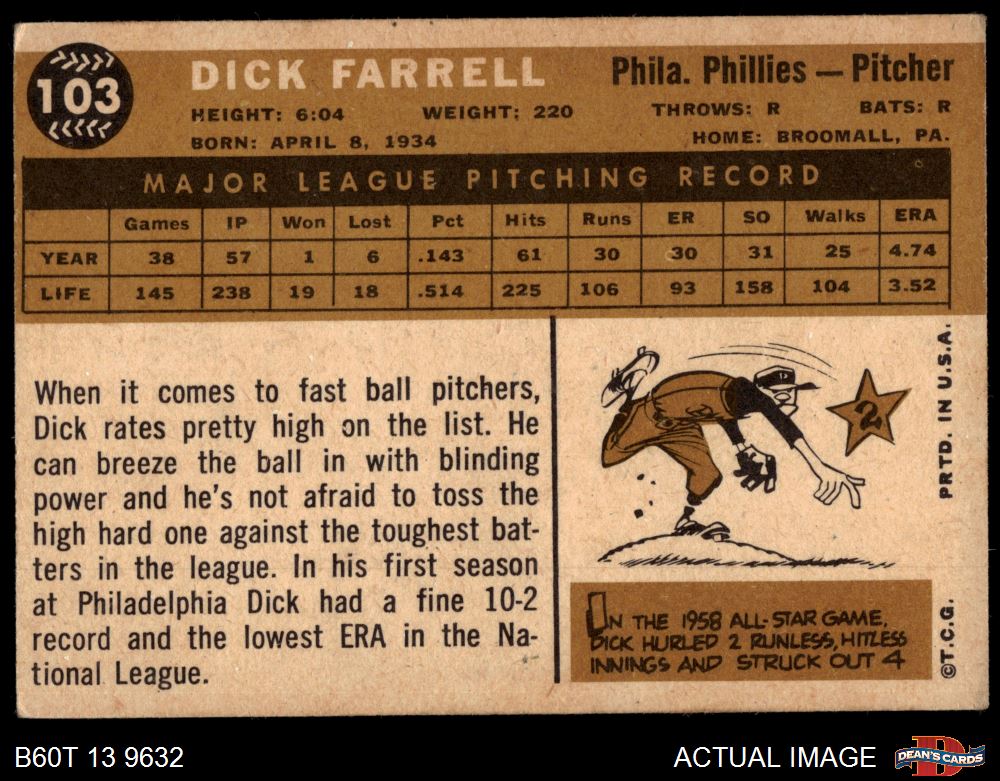 103
DICK FARRELL
Phila. Phillies — Pitcher
HEIGHT: 6:04 WEIGHT: 220 THROWS: R BATS: R
BORN: APRIL 8, 1934 HOME: BROOMALL, PA.
MAJOR LEAGUE PITCHING RECORD
Games IP Won Lost Pct Hits Runs ER SO Walks ERA
YEAR 38 57 1 6 .143 61 30 30 31 25 4.74
LIFE 145 238 19 18 .514 225 106 93 158 104 3.52
When it comes to fast ball pitchers,
Dick rates pretty high on the list. He
can breeze the ball in with blinding
power and he's not afraid to toss the
high hard one against the toughest bat-
ters in the league. In his first season
at Philadelphia Dick had a fine 10-2
record and the lowest ERA in the Na-
tional League.
2
IN THE 1958 ALL-STAR GAME,
DICK HURLED 2 RUNLESS, HITLESS
INNINGS AND STRUCK OUT 4
©T.C.G. PRTD. IN U.S.A.
B60T 13 9632
ACTUAL IMAGE
D
DEAN'S CARDS